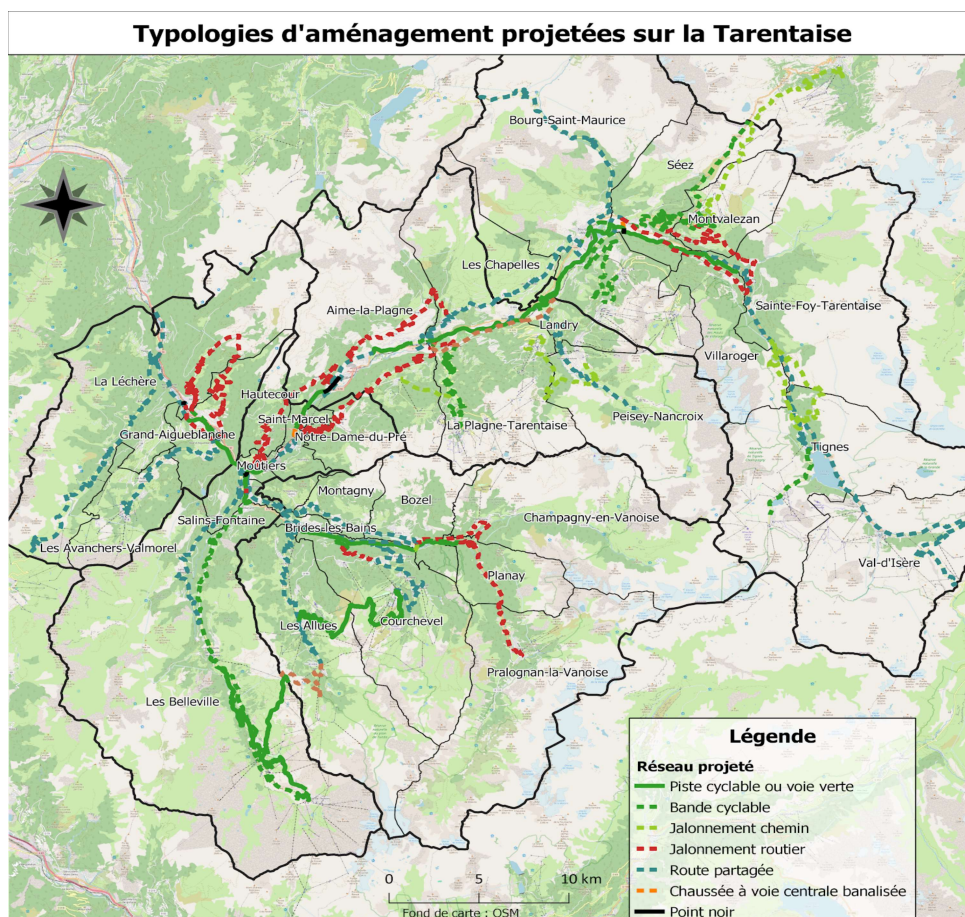 Typologies d'aménagement projetées sur la Tarentaise
Bourg-Saint-Maurice
Séez
Montvalezan
Les Chapelles
Sainte-Foy-Tarentaise
Aime-la-Plagne
Landry
Villaroger
La Léchère
Hautecour
Saint-Marcel
Peisey-Nancroix
Grand-Aigueblanche
Notre-Dame-du-Pré
La Plagne-Tarentaise
Tignes
Moûtiers
Montagny
Bozel
Champagny-en-Vanoise
Salins-Fontaine
Brides-les-Bains
Les Avanchers-Valmorel
Val-d'Isère
Planay
Les Allues
Courchevel
Pralognan-la-Vanoise
Les Belleville
Légende
Réseau projeté
Piste cyclable ou voie verte
Bande cyclable
Jalonnement chemin
Jalonnement routier
Route partagée
Chaussée à voie centrale banalisée
Point noir
0 5 10 km
Fond de carte : OSM